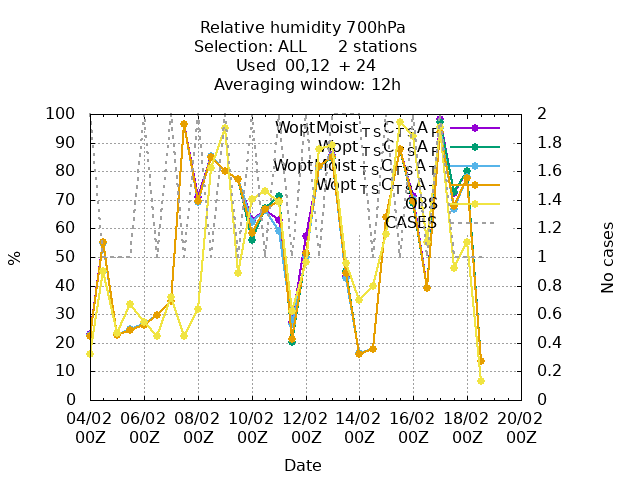 Relative humidity 700hPa
Selection: ALL      2 stations
Used  00,12  + 24
Averaging window: 12h
100
90
80
70
60
50
40
30
20
10
0
2
1.8
1.6
1.4
1.2
1
0.8
0.6
0.4
0.2
0
%
No cases
WoptMoist T S C T S A P
Wopt T S C T S A P
WoptMoist T S C T S A T
Wopt T S C T S A T
OBS
CASES
04/02 06/02 08/02 10/02 12/02 14/02 16/02 18/02 20/02
00Z 00Z 00Z 00Z 00Z 00Z 00Z 00Z 00Z
Date